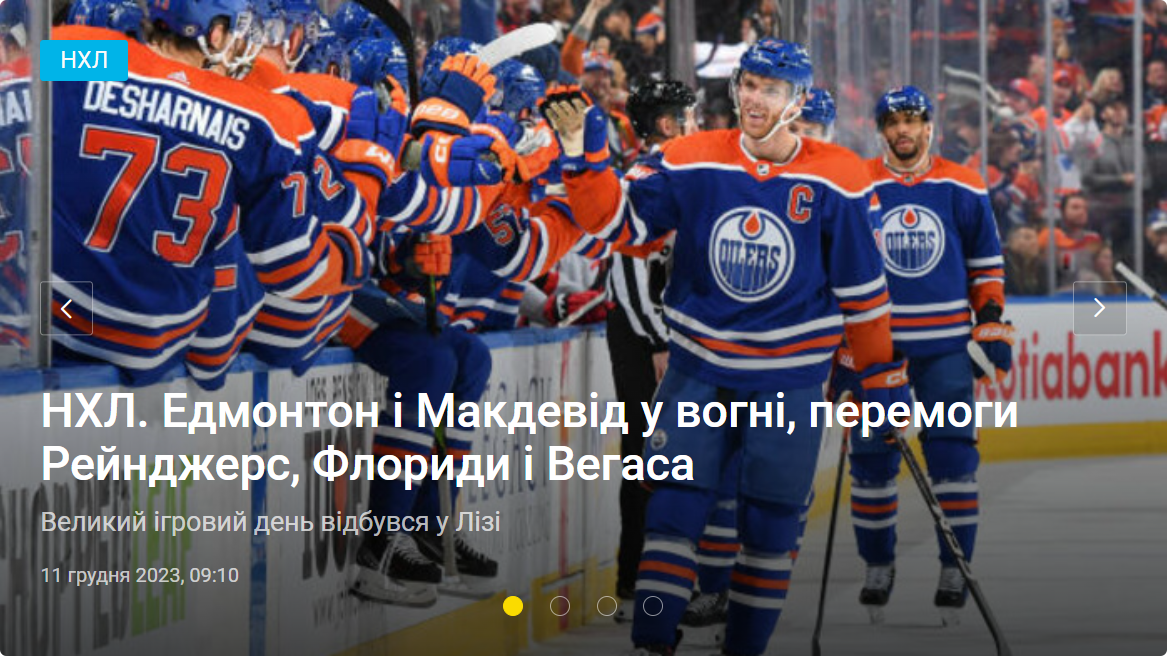 НХЛ
DESHARNAIS
73
C
OILERS
OILERS
otiabank
НХЛ. Едмонтон і Макдевід у вогні, перемоги
Рейнджерс, Флориди і Вегаса
Великий ігровий день відбувся у Лізі
11 грудня 2023, 09:10